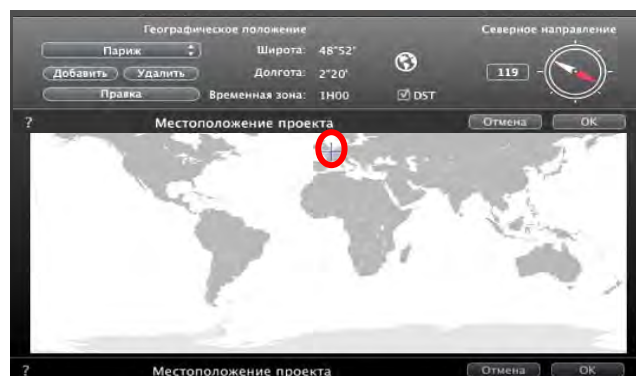 Географическое положение
Северное направление
Париж
Широта: 48°52'
Добавить Удалить
Долгота: 2°20'
119
Правка
Временная зона: 1H00
DST
? Местоположение проекта Отмена OK
? Местоположение проекта Отмена OK